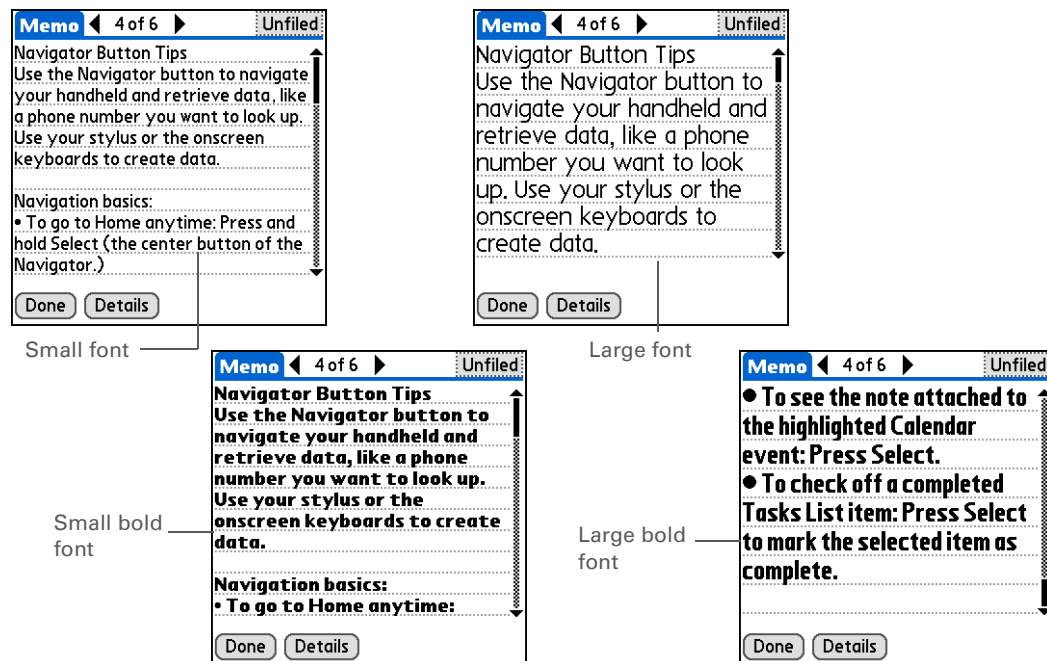 Memo 4 of 6 Unfiled
Navigator Button Tips
Use the Navigator button to navigate
your handheld and retrieve data, like
a phone number you want to look up.
Use your stylus or the onscreen
keyboards to create data.
Navigation basics:
• To go to Home anytime: Press and
hold Select (the center button of the
Navigator.)
Done Details
Small font
Memo 4 of 6 Unfiled
Navigator Button Tips
Use the Navigator button to
navigate your handheld and
retrieve data, like a phone
number you want to look
up. Use your stylus or the
onscreen keyboards to
create data.
Done Details
Large font
Memo 4 of 6 Unfiled
Navigator Button Tips
Use the Navigator button to
navigate your handheld and
retrieve data, like a phone
number you want to look up.
Use your stylus or the
onscreen keyboards to create
data.
Navigation basics:
• To go to Home anytime:
Done Details
Small bold
font
Memo 4 of 6 Unfiled
• To see the note attached to
the highlighted Calendar
event: Press Select.
• To check off a completed
Tasks List item: Press Select
to mark the selected item as
complete.
Done Details
Large bold
font